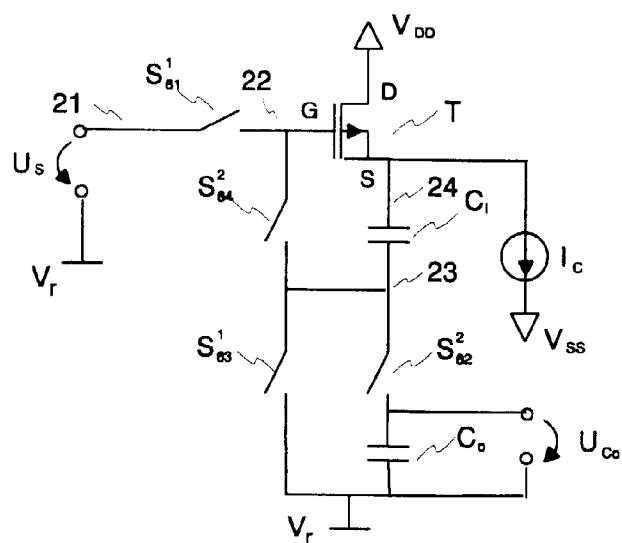 V_DD
S_61^1
21
22
G
D
T
U_S
S
S_64^2
24
C_I
23
I_C
V_r
V_SS
S_63^1
S_62^2
C_O
U_CO
V_r